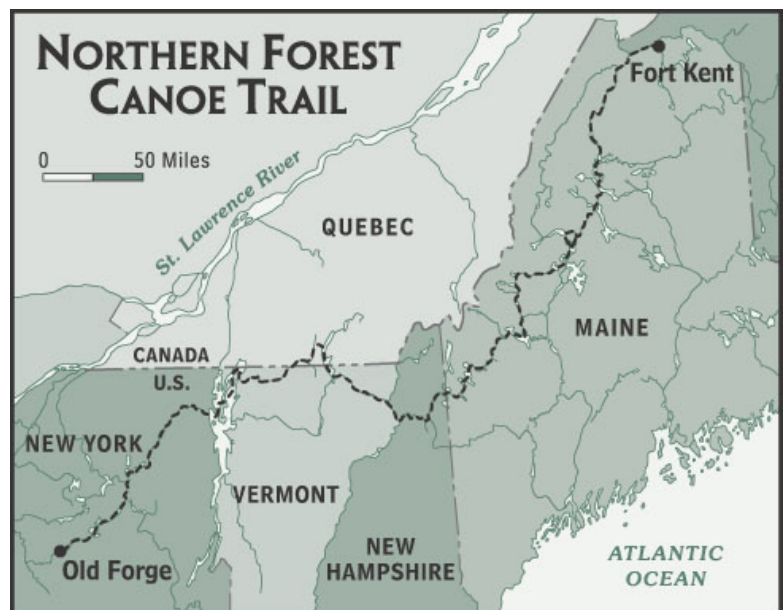 NORTHERN FOREST
CANOE TRAIL
0 50 Miles
St. Lawrence River
QUEBEC
Fort Kent
MAINE
CANADA
U.S.
NEW YORK
VERMONT
NEW
HAMPSHIRE
Old Forge
ATLANTIC
OCEAN